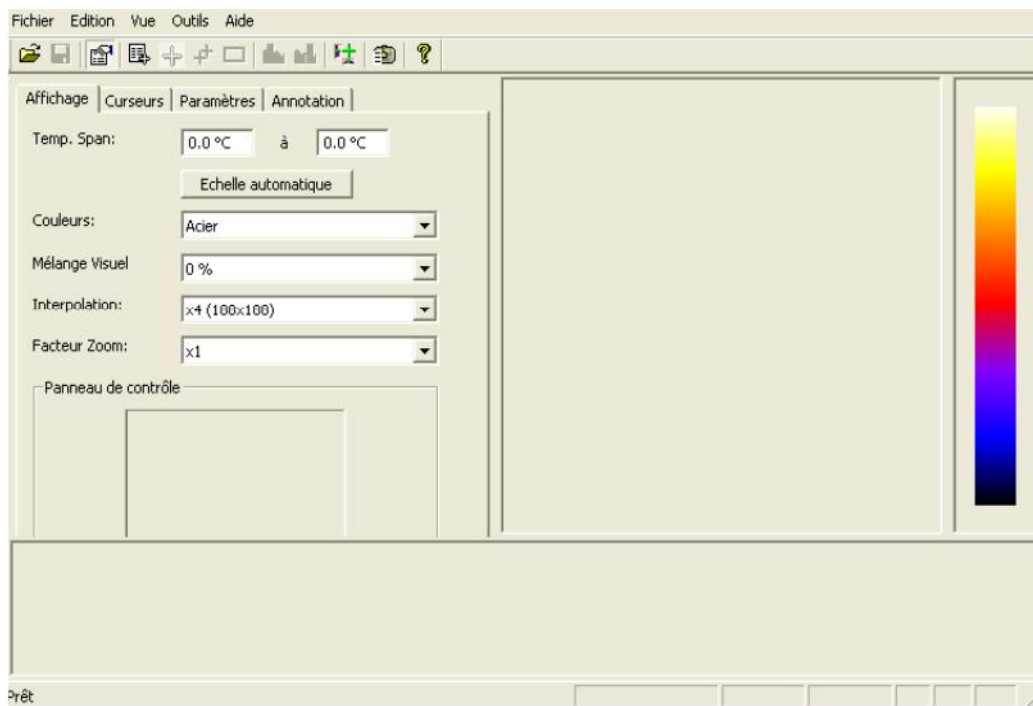 Fichier Edition Vue Outils Aide
Affichage Curseurs Paramètres Annotation
Temp. Span: 0.0 °C à 0.0 °C
Echelle automatique
Couleurs: Acier
Mélange Visuel 0 %
Interpolation: x4 (180x180)
Facteur Zoom: x1
Panneau de contrôle
Prêt